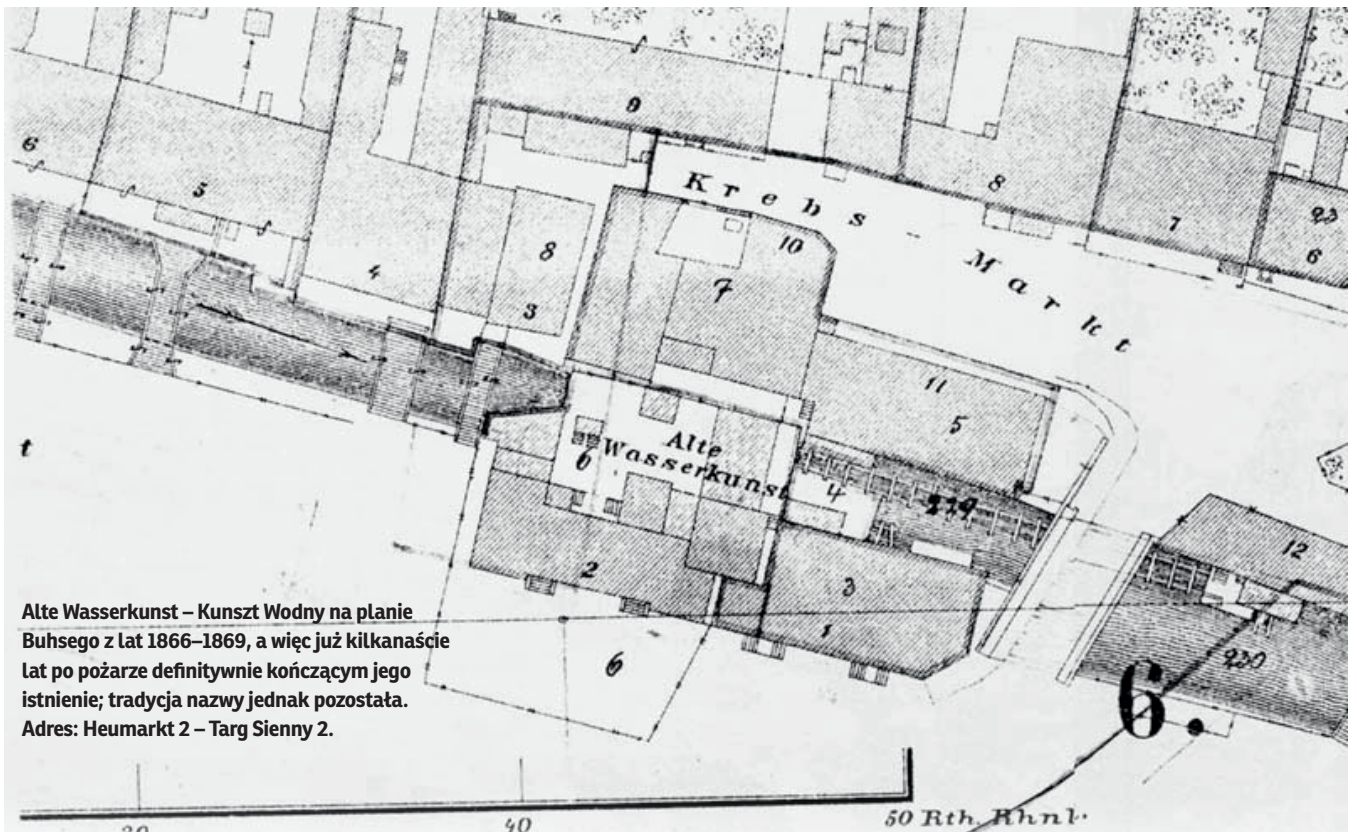 9
6
5
8
Krebs - Markt
8
7
23
6
10
7
4
8
3
11
5
Alte
Wasserkunst
6
4
229
t
2
3
1
12
230
6
6.
Alte Wasserkunst – Kunszt Wodny na planie
Buhsego z lat 1866–1869, a więc już kilkanaście
lat po pożarze definitywnie kończącym jego
istnienie; tradycja nazwy jednak pozostała.
Adres: Heumarkt 2 – Targ Sienny 2.
40
50 Rth. Rhnl.